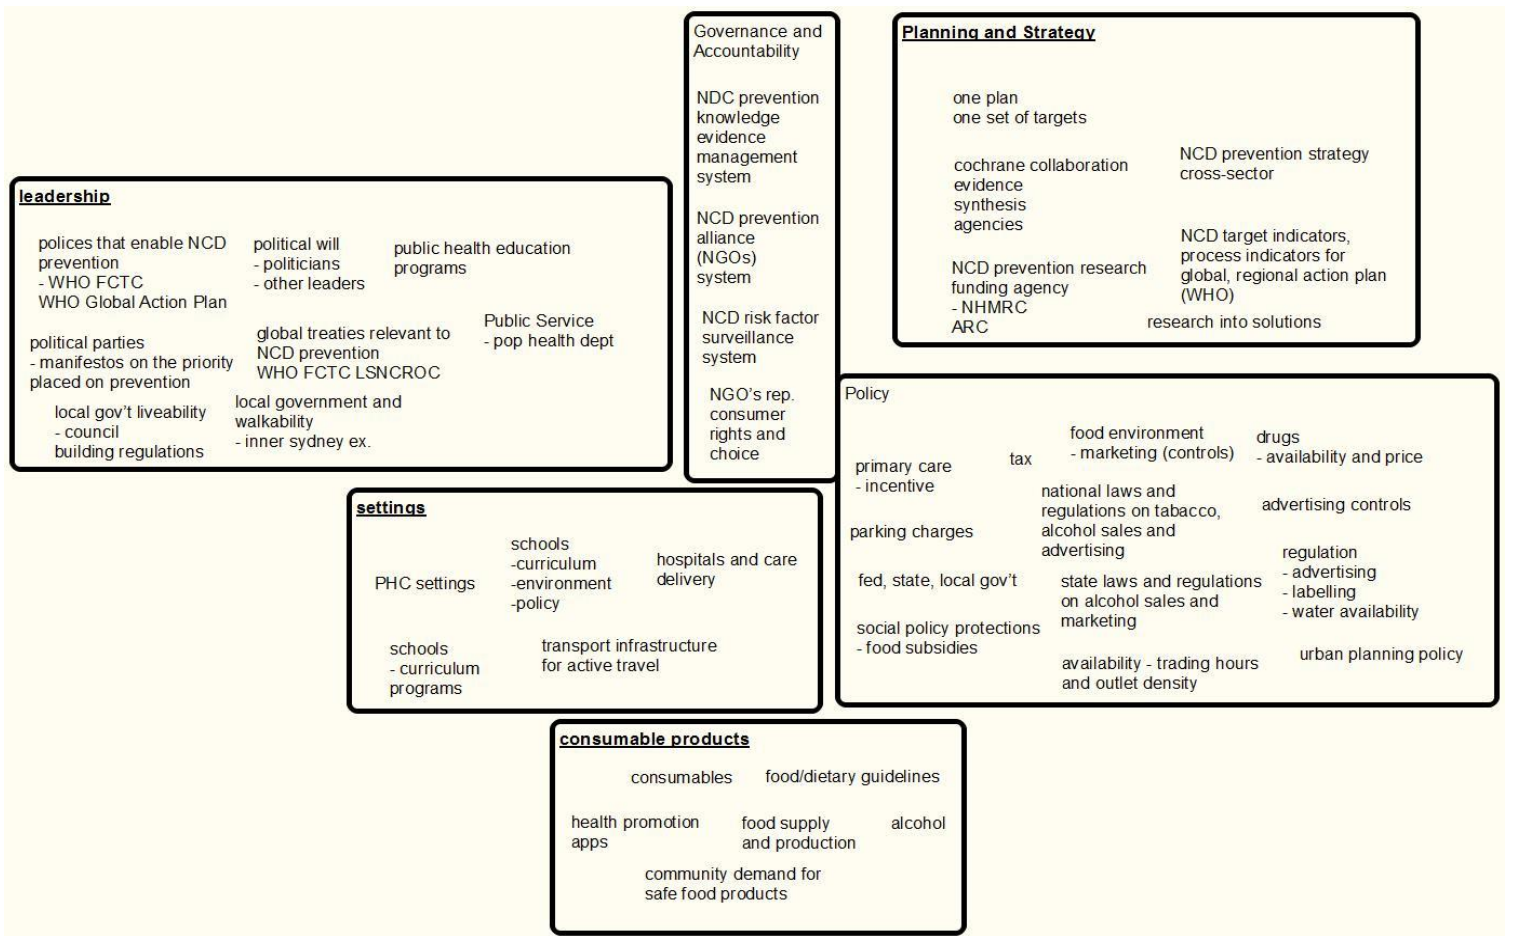 Governance and
Accountability
NDC prevention
knowledge
evidence
management
system
NCD prevention
alliance
(NGOs)
system
NCD risk factor
surveillance
system
NGO's rep.
consumer
rights and
choice
Planning and Strategy
one plan
one set of targets
cochrane collaboration
evidence
synthesis
agencies
NCD prevention strategy
cross-sector
NCD prevention research
funding agency
- NHMRC
ARC
NCD target indicators,
process indicators for
global, regional action plan
(WHO)
research into solutions
leadership
polices that enable NCD
prevention
- WHO FCTC
WHO Global Action Plan
political will
- politicians
- other leaders
public health education
programs
political parties
- manifestos on the priority
placed on prevention
global treaties relevant to
NCD prevention
WHO FCTC LSNCROC
Public Service
- pop health dept
local gov't liveability
- council
building regulations
local government and
walkability
- inner sydney ex.
Policy
primary care
- incentive
tax
food environment
- marketing (controls)
drugs
- availability and price
parking charges
national laws and
regulations on tabacco,
alcohol sales and
advertising
advertising controls
fed, state, local gov't
state laws and regulations
on alcohol sales and
marketing
regulation
- advertising
- labelling
- water availability
social policy protections
- food subsidies
availability - trading hours
and outlet density
urban planning policy
settings
PHC settings
schools
-curriculum
-environment
-policy
hospitals and care
delivery
schools
- curriculum
programs
transport infrastructure
for active travel
consumable products
consumables
food/dietary guidelines
health promotion
apps
food supply
and production
alcohol
community demand for
safe food products